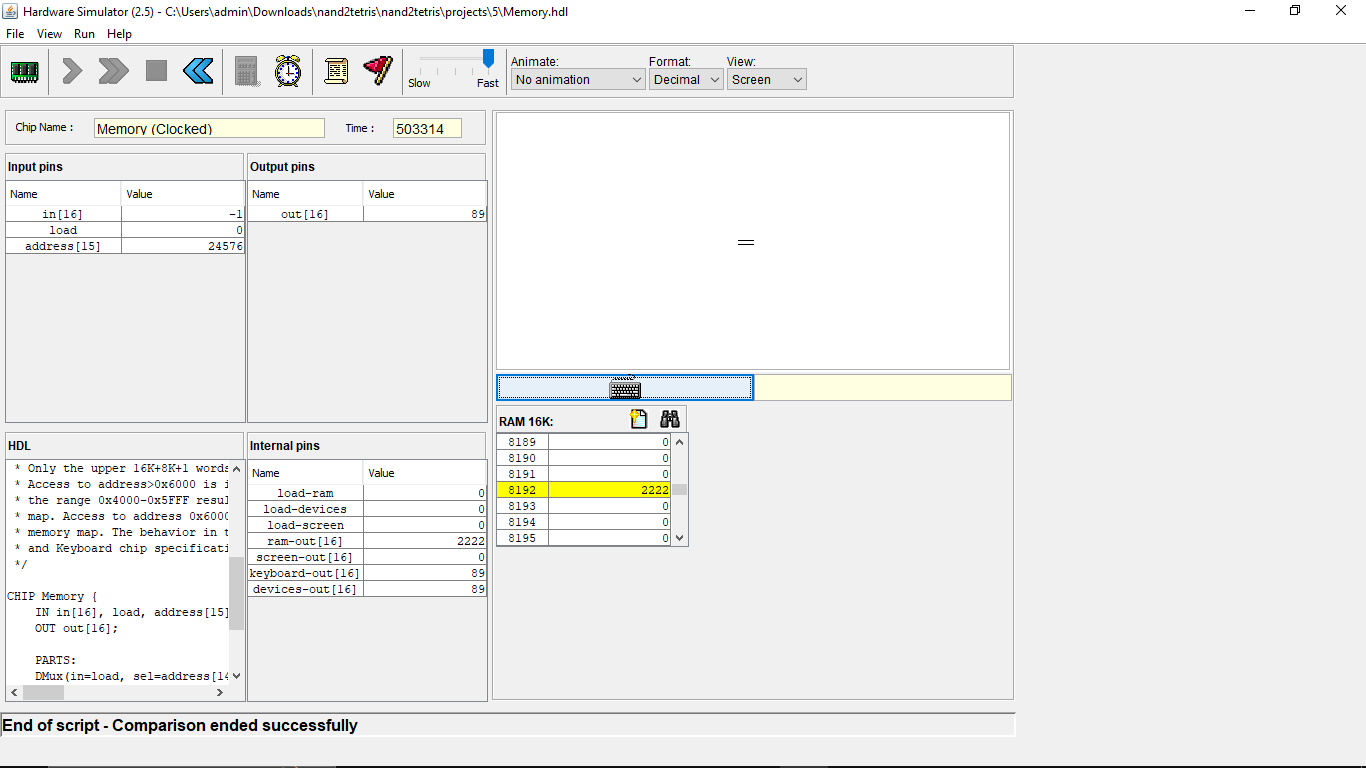 Hardware Simulator (2.5) - C:\Users\admin\Downloads\nand2tetris\nand2tetris\projects\5\Memory.hdl
File View Run Help
Slow Fast
Animate: Format: View:
No animation Decimal Screen
Chip Name : Memory (Clocked) Time : 503314
Input pins
Name Value
in[16] -1
load 0
address[15] 24576
Output pins
Name Value
out[16] 89
HDL
* Only the upper 16K+8K+1 words
* Access to address>0x6000 is i
* the range 0x4000-0x5FFF resul
* map. Access to address 0x6000
* memory map. The behavior in t
* and Keyboard chip specificati
*/
CHIP Memory {
IN in[16], load, address[15]
OUT out[16];
PARTS:
DMux(in=load, sel=address[14
Internal pins
Name Value
load-ram 0
load-devices 0
load-screen 0
ram-out[16] 2222
screen-out[16] 0
keyboard-out[16] 89
devices-out[16] 89
RAM 16K:
8189 0
8190 0
8191 0
8192 2222
8193 0
8194 0
8195 0
End of script - Comparison ended successfully